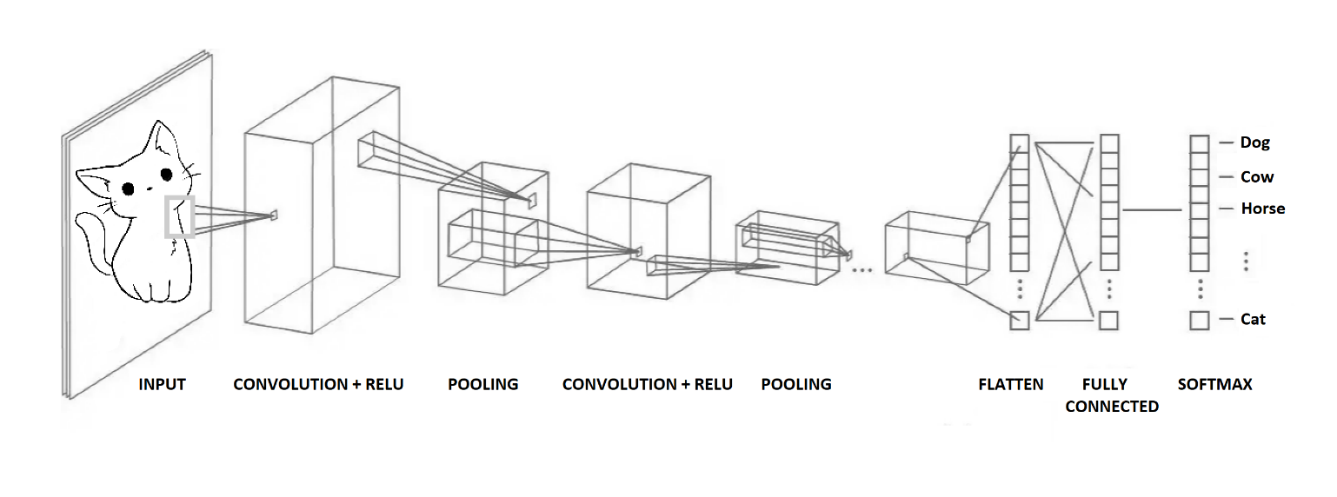 Dog
Cow
Horse
Cat
INPUT
CONVOLUTION + RELU
POOLING
CONVOLUTION + RELU
POOLING
FLATTEN
FULLY
CONNECTED
SOFTMAX